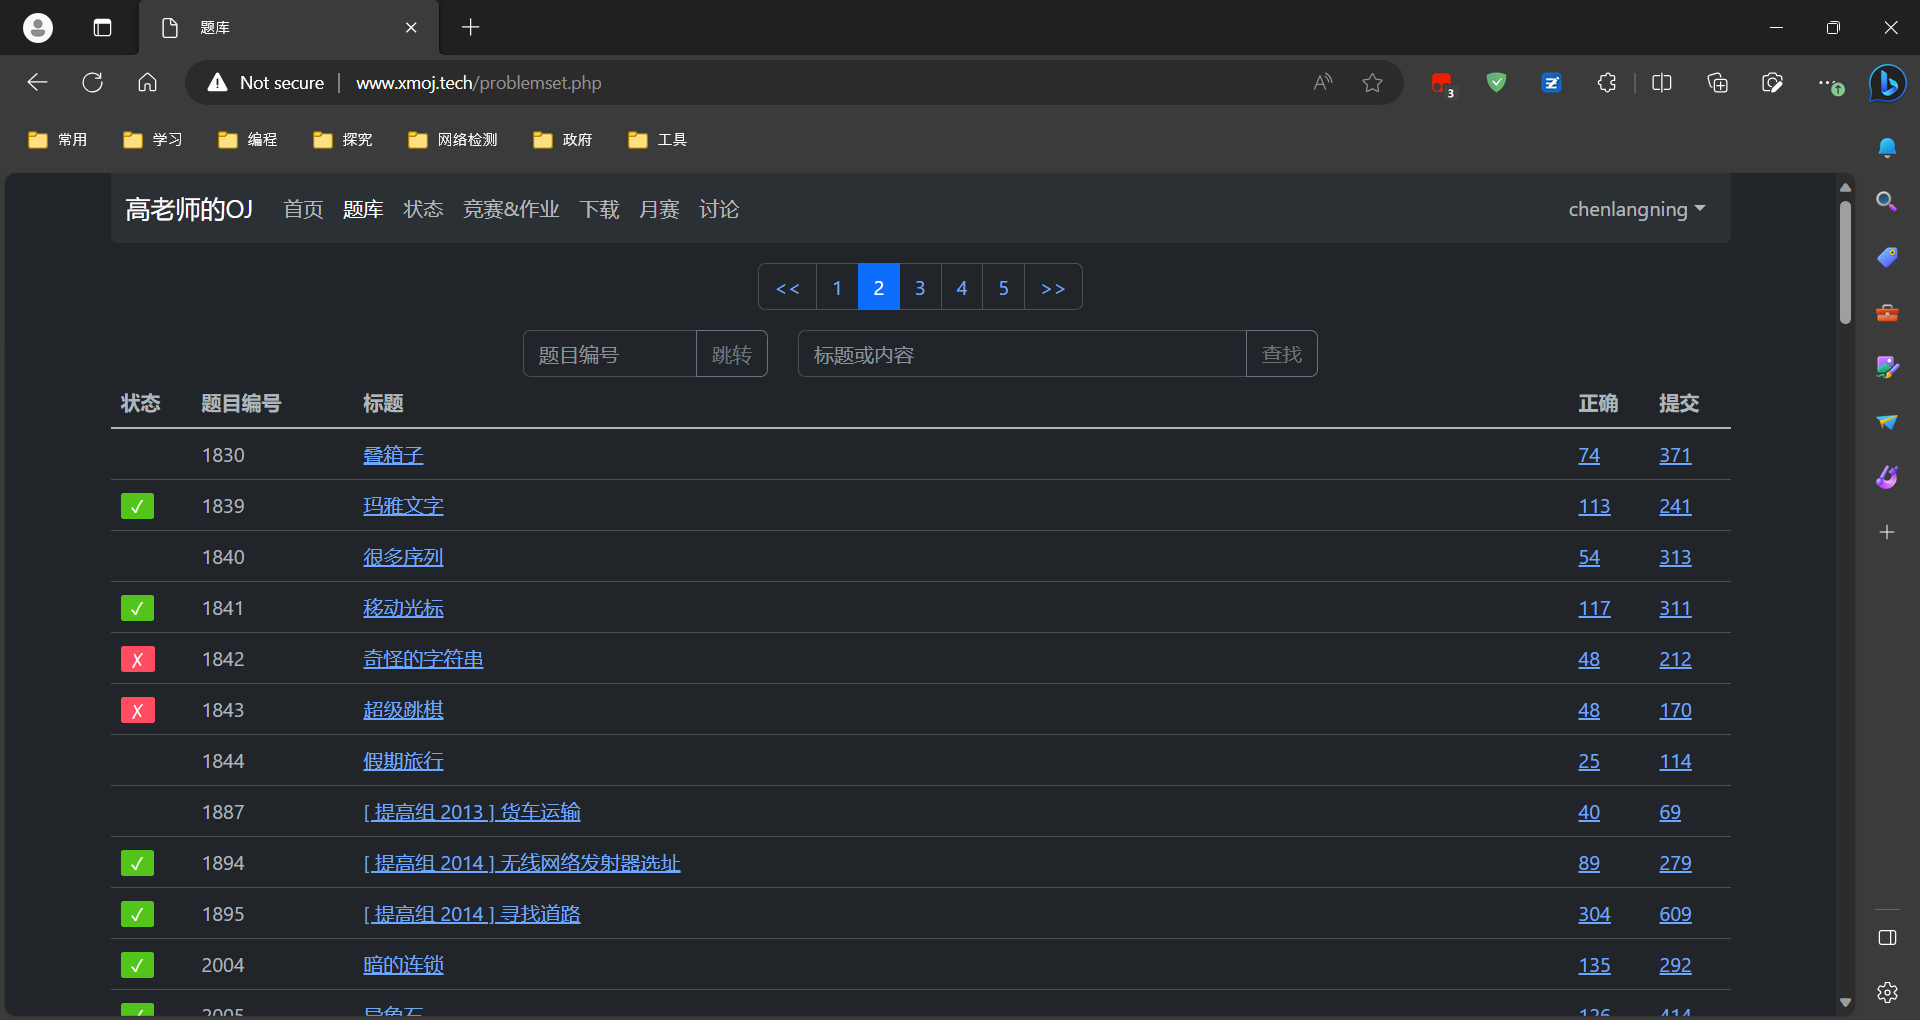 题库
Not secure www.xmoj.tech/problemset.php
3
常用 学习 编程 探究 网络检测 政府 工具
高老师的OJ 首页 题库 状态 竞赛&作业 下载 月赛 讨论 chenlangning
<< 1 2 3 4 5 >>
题目编号 跳转 标题或内容 查找
状态 题目编号 标题 正确 提交
1830 叠箱子 74 371
✓ 1839 玛雅文字 113 241
1840 很多序列 54 313
✓ 1841 移动光标 117 311
X 1842 奇怪的字符串 48 212
X 1843 超级跳棋 48 170
1844 假期旅行 25 114
1887 [ 提高组 2013 ] 货车运输 40 69
✓ 1894 [ 提高组 2014 ] 无线网络发射器选址 89 279
✓ 1895 [ 提高组 2014 ] 寻找道路 304 609
✓ 2004 暗的连锁 135 292
✓ 2005 异象石 126 414